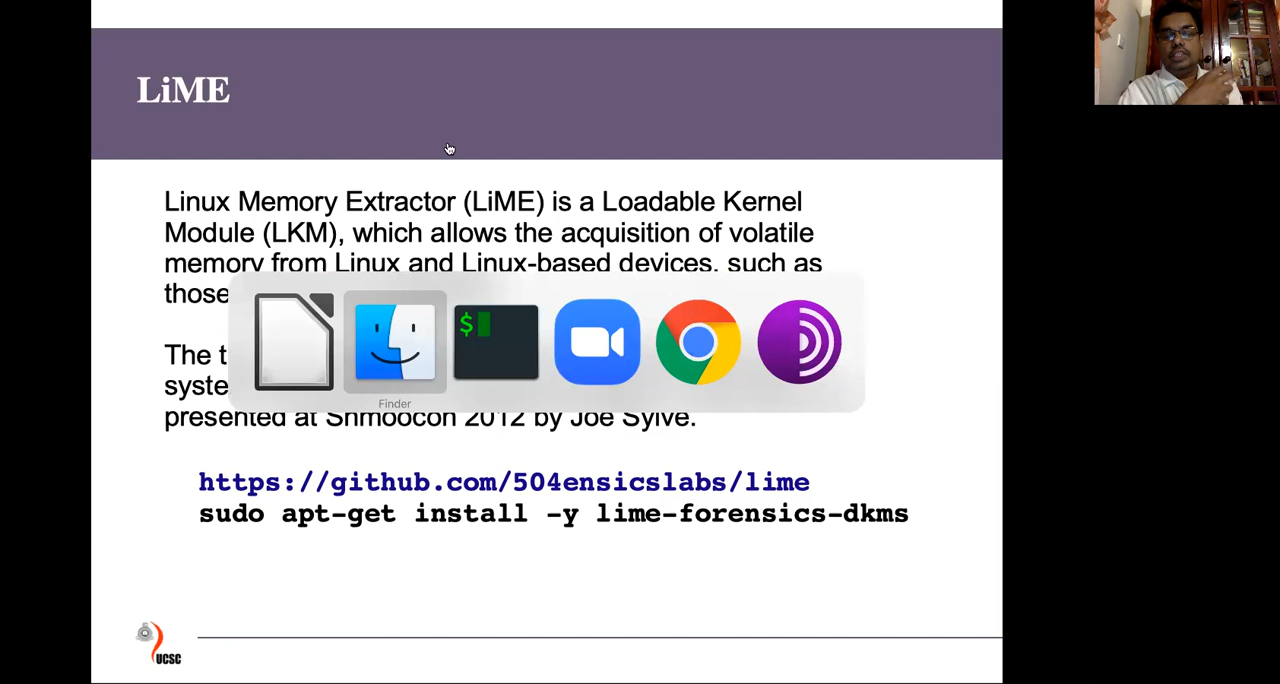 LiME
Linux Memory Extractor (LiME) is a Loadable Kernel
Module (LKM), which allows the acquisition of volatile
memory from Linux and Linux-based devices, such as
those
The t
syste
presented at Shmoocon 2012 by Joe Sylve.
$
Finder
https://github.com/504ensicslabs/lime
sudo apt-get install -y lime-forensics-dkms
UCSC